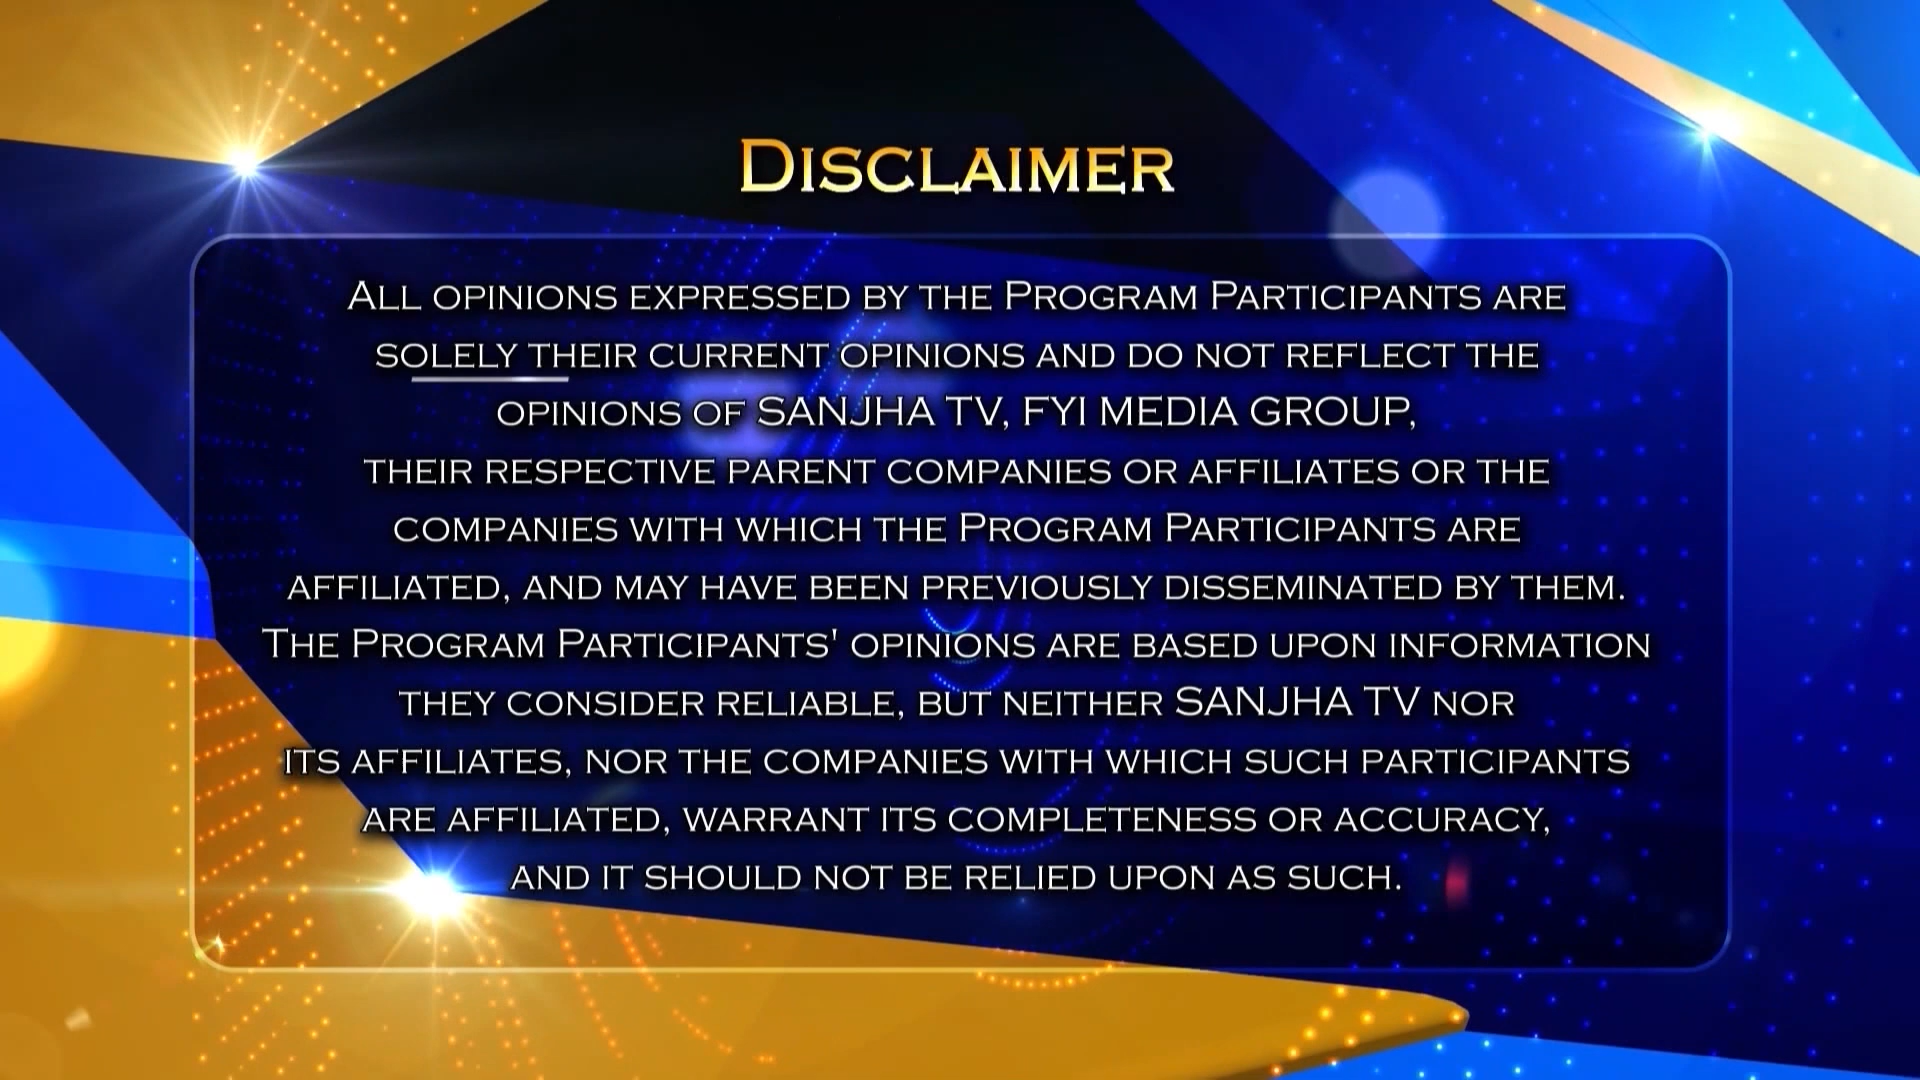 Disclaimer
All opinions expressed by the Program Participants are
solely their current opinions and do not reflect the
opinions of SANJHA TV, FYI MEDIA GROUP,
their respective parent companies or affiliates or the
companies with which the Program Participants are
affiliated, and may have been previously disseminated by them.
The Program Participants' opinions are based upon information
they consider reliable, but neither SANJHA TV nor
its affiliates, nor the companies with which such participants
are affiliated, warrant its completeness or accuracy,
and it should not be relied upon as such.